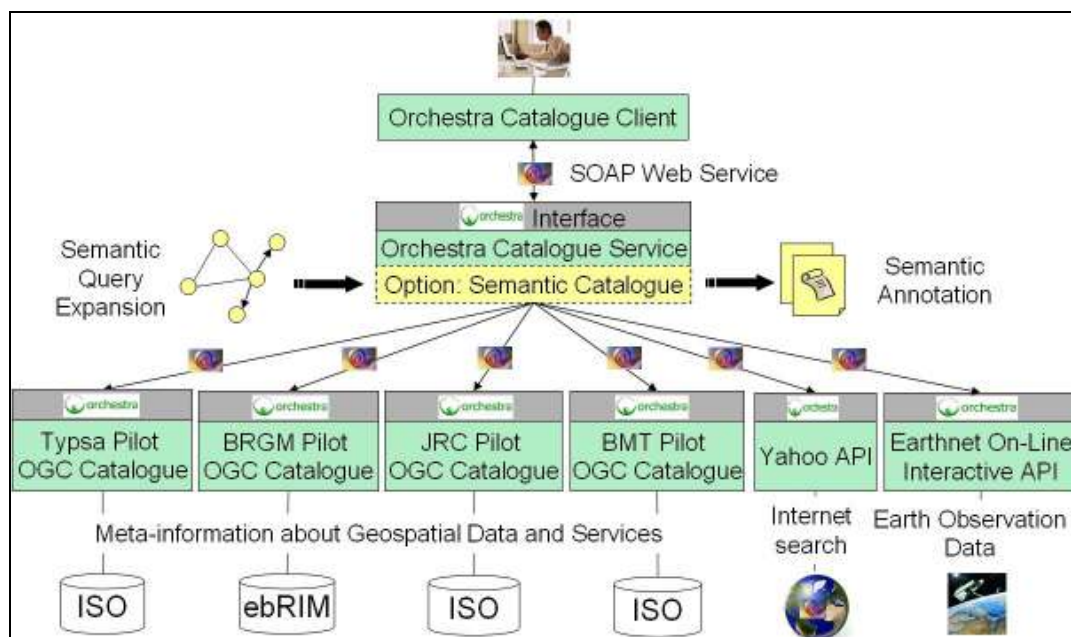 Orchestra Catalogue Client
SOAP Web Service
orchestra Interface
Orchestra Catalogue Service
Option: Semantic Catalogue
Semantic
Query
Expansion
Semantic
Annotation
orchestra
Typsa Pilot
OGC Catalogue
orchestra
BRGM Pilot
OGC Catalogue
orchestra
JRC Pilot
OGC Catalogue
orchestra
BMT Pilot
OGC Catalogue
orchestra
Yahoo API
orchestra
Earthnet On-Line
Interactive API
Meta-information about Geospatial Data and Services
Internet
search
Earth Observation
Data
ISO
ebRIM
ISO
ISO